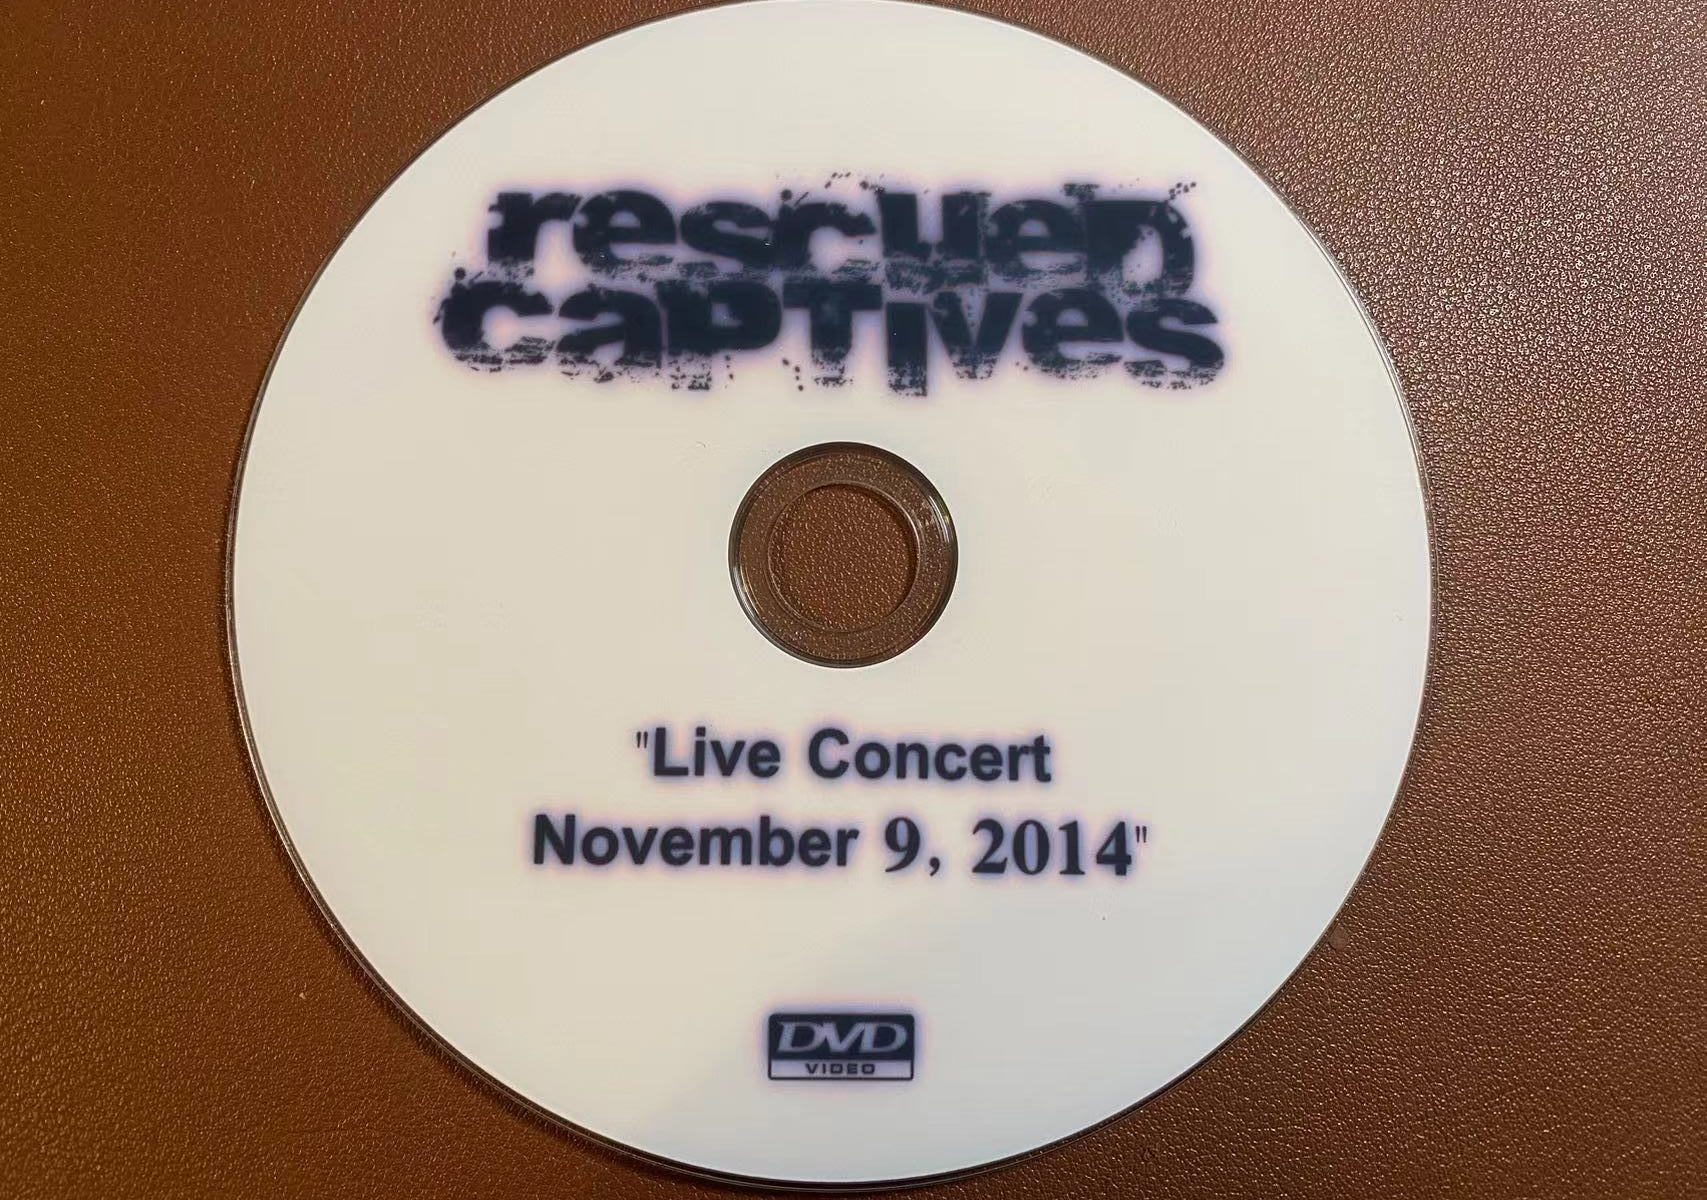 rescueD
caPTIves
"Live Concert
November 9, 2014"
DVD
VIDEO